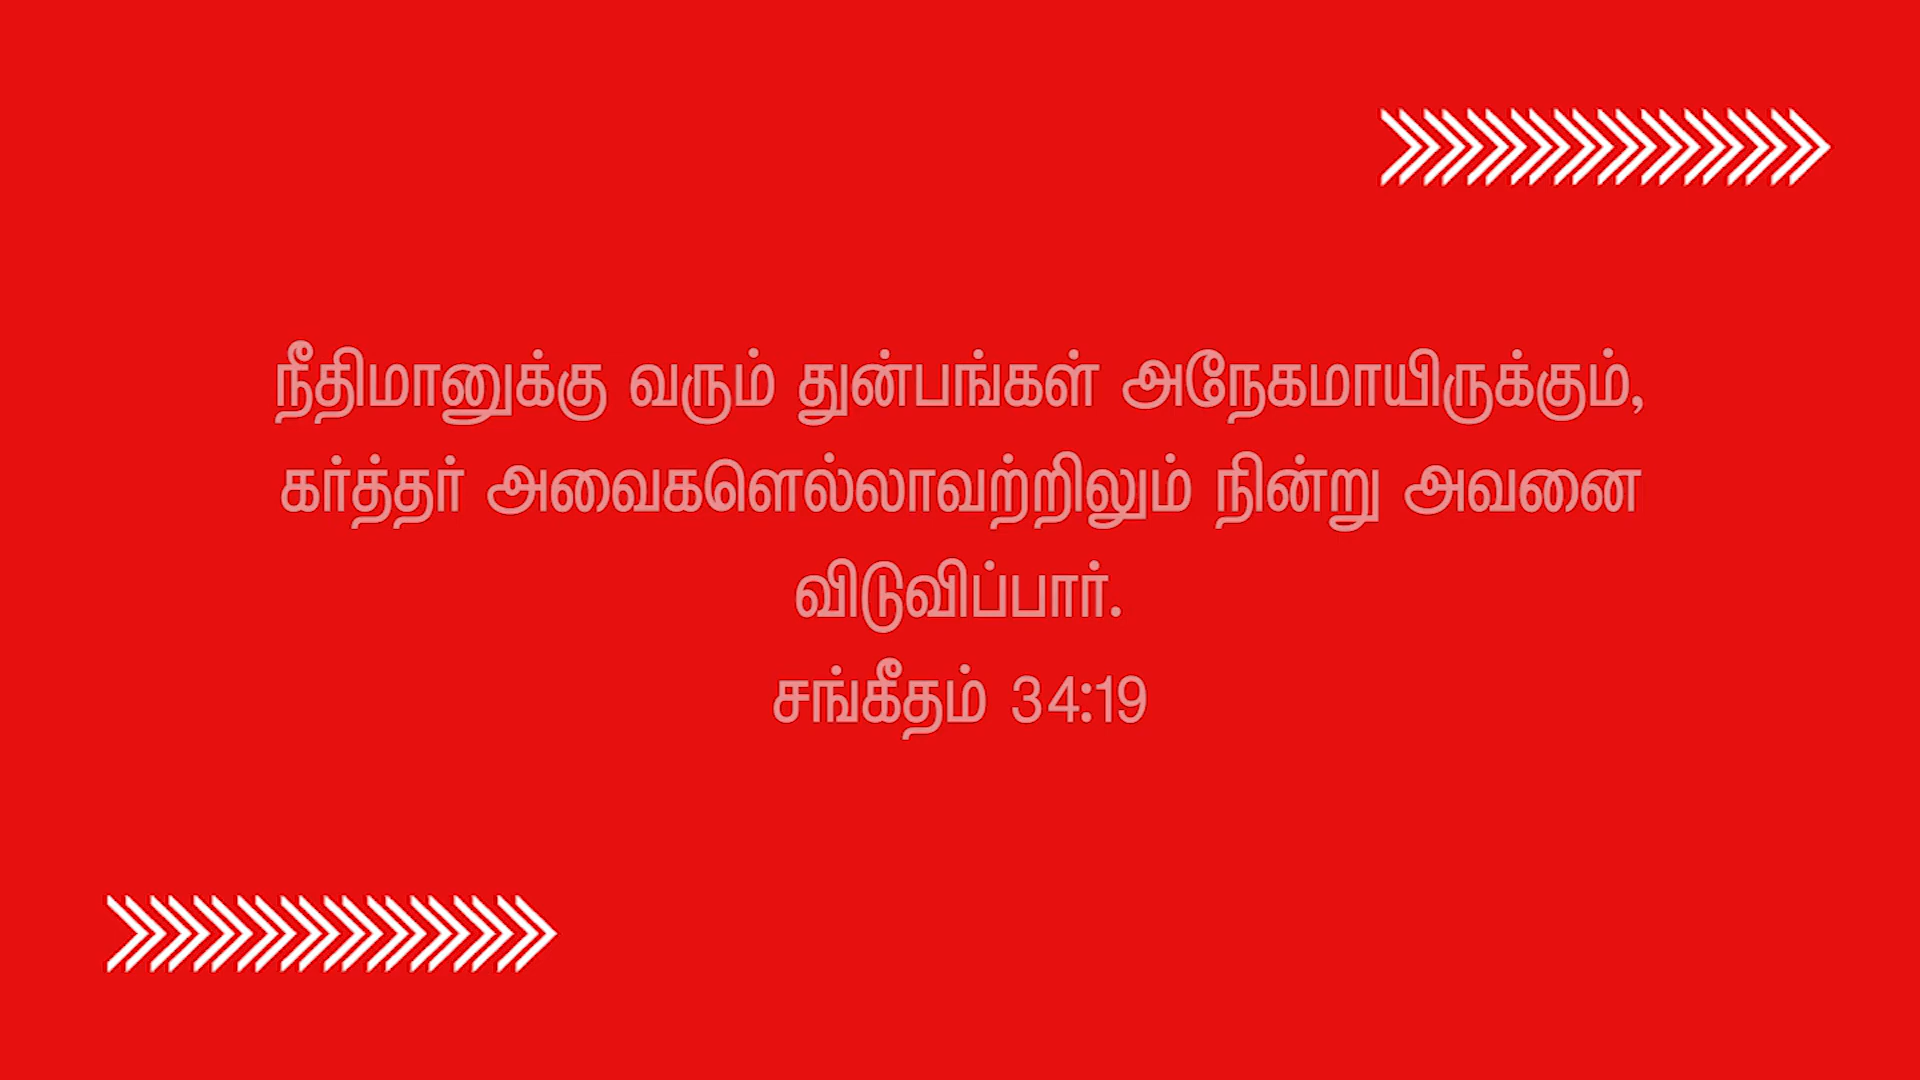 நீதிமானுக்கு வரும் துன்பங்கள் அநேகமாயிருக்கும்,
கர்த்தர் அவைகளெல்லாவற்றிலும் நின்று அவனை
விடுவிப்பார்.
சங்கீதம் 34:19